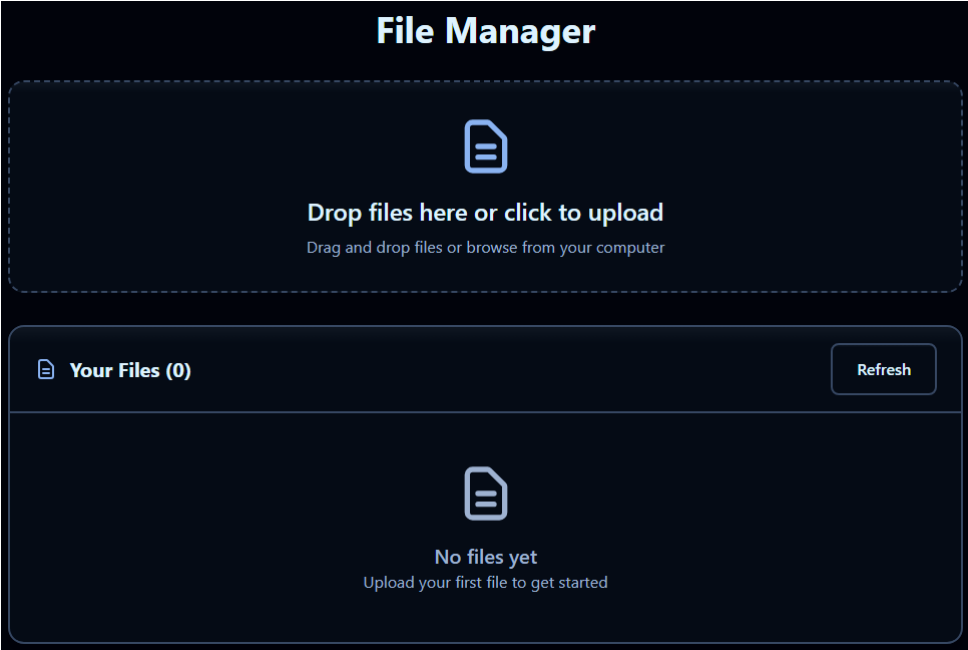 File Manager
Drop files here or click to upload
Drag and drop files or browse from your computer
Your Files (0)
Refresh
No files yet
Upload your first file to get started